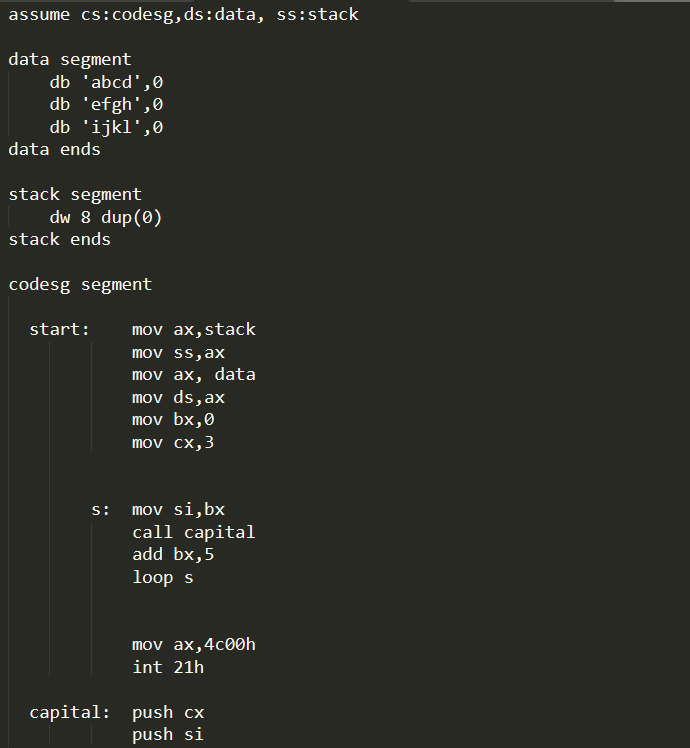 assume cs:codesg,ds:data, ss:stack
data segment
db 'abcd',0
db 'efgh',0
db 'ijkl',0
data ends
stack segment
dw 8 dup(0)
stack ends
codesg segment
start: mov ax,stack
mov ss,ax
mov ax, data
mov ds,ax
mov bx,0
mov cx,3
s: mov si,bx
call capital
add bx,5
loop s
mov ax,4c00h
int 21h
capital: push cx
push si